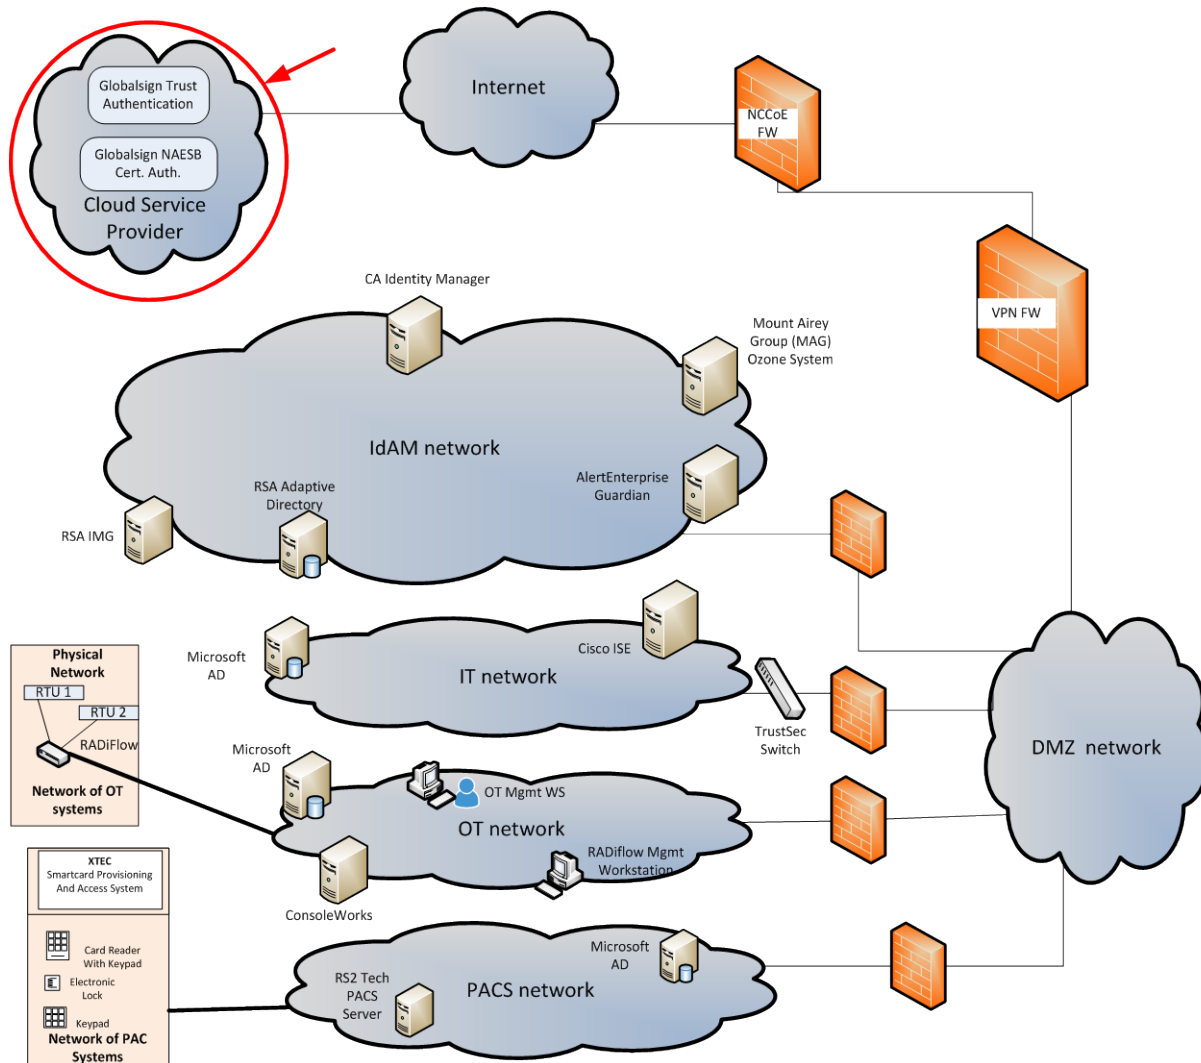 Globalsign Trust
Authentication
Globalsign NAESB
Cert. Auth.
Cloud Service
Provider
Internet
NCCoE
FW
VPN FW
CA Identity Manager
Mount Airey
Group (MAG)
Ozone System
IdAM network
AlertEnterprise
Guardian
RSA Adaptive
Directory
RSA IMG
Microsoft
AD
Cisco ISE
IT network
TrustSec
Switch
DMZ network
Physical
Network
RTU 1
RTU 2
RADiFlow
Network of OT
systems
Microsoft
AD
OT Mgmt WS
OT network
RADiflow Mgmt
Workstation
ConsoleWorks
XTEC
Smartcard Provisioning
And Access System
Card Reader
With Keypad
Electronic
Lock
Keypad
Network of PAC
Systems
Microsoft
AD
RS2 Tech
PACS
Server
PACS network